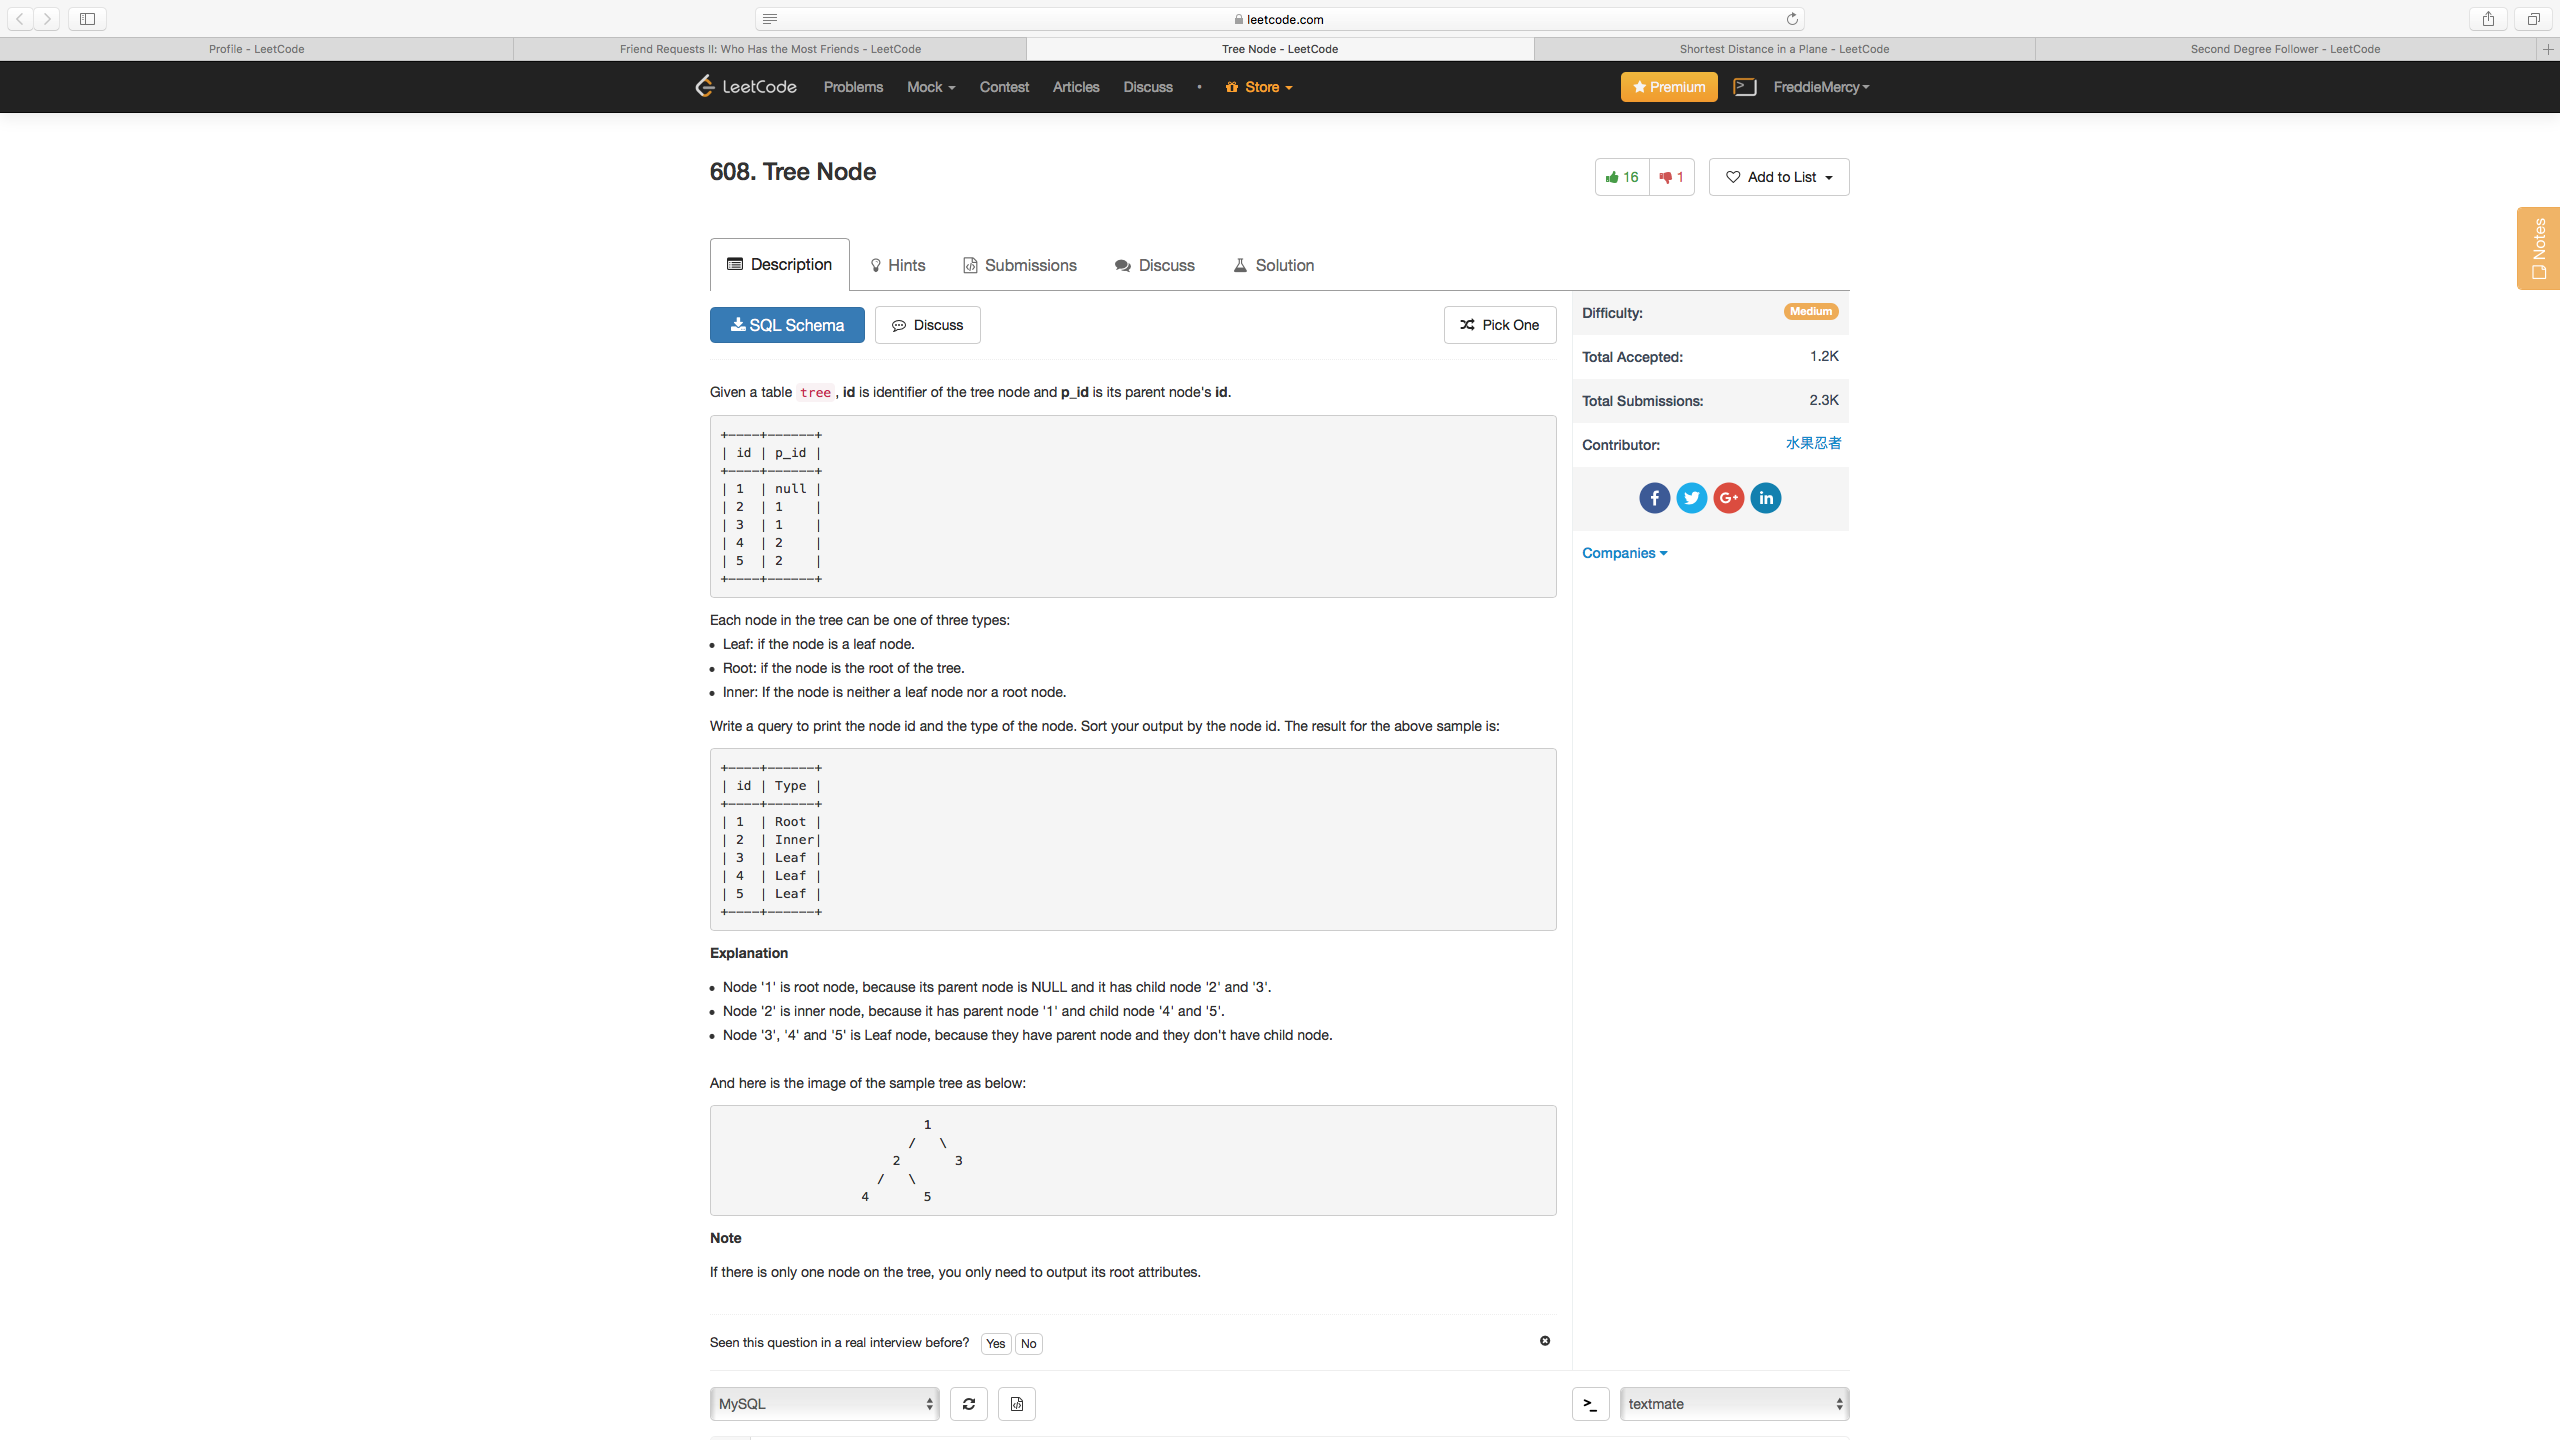 leetcode.com
Profile - LeetCode
Friend Requests II: Who Has the Most Friends - LeetCode
Tree Node - LeetCode
Shortest Distance in a Plane - LeetCode
Second Degree Follower - LeetCode
LeetCode Problems Mock Contest Articles Discuss • Store Premium FreddieMercy
608. Tree Node
16 1 Add to List
Notes
Description Hints Submissions Discuss Solution
SQL Schema Discuss Pick One
Difficulty: Medium
Total Accepted: 1.2K
Total Submissions: 2.3K
Contributor: 水果忍者
Companies
Given a table tree, id is identifier of the tree node and p_id is its parent node's id.
+----+------+
| id | p_id |
+----+------+
| 1  | null |
| 2  | 1    |
| 3  | 1    |
| 4  | 2    |
| 5  | 2    |
+----+------+
Each node in the tree can be one of three types:
• Leaf: if the node is a leaf node.
• Root: if the node is the root of the tree.
• Inner: If the node is neither a leaf node nor a root node.
Write a query to print the node id and the type of the node. Sort your output by the node id. The result for the above sample is:
+----+------+
| id | Type |
+----+------+
| 1  | Root |
| 2  | Inner|
| 3  | Leaf |
| 4  | Leaf |
| 5  | Leaf |
+----+------+
Explanation
• Node '1' is root node, because its parent node is NULL and it has child node '2' and '3'.
• Node '2' is inner node, because it has parent node '1' and child node '4' and '5'.
• Node '3', '4' and '5' is Leaf node, because they have parent node and they don't have child node.
And here is the image of the sample tree as below:
1
/ \
2 3
/ \
4 5
Note
If there is only one node on the tree, you only need to output its root attributes.
Seen this question in a real interview before? Yes No
MySQL >_ textmate